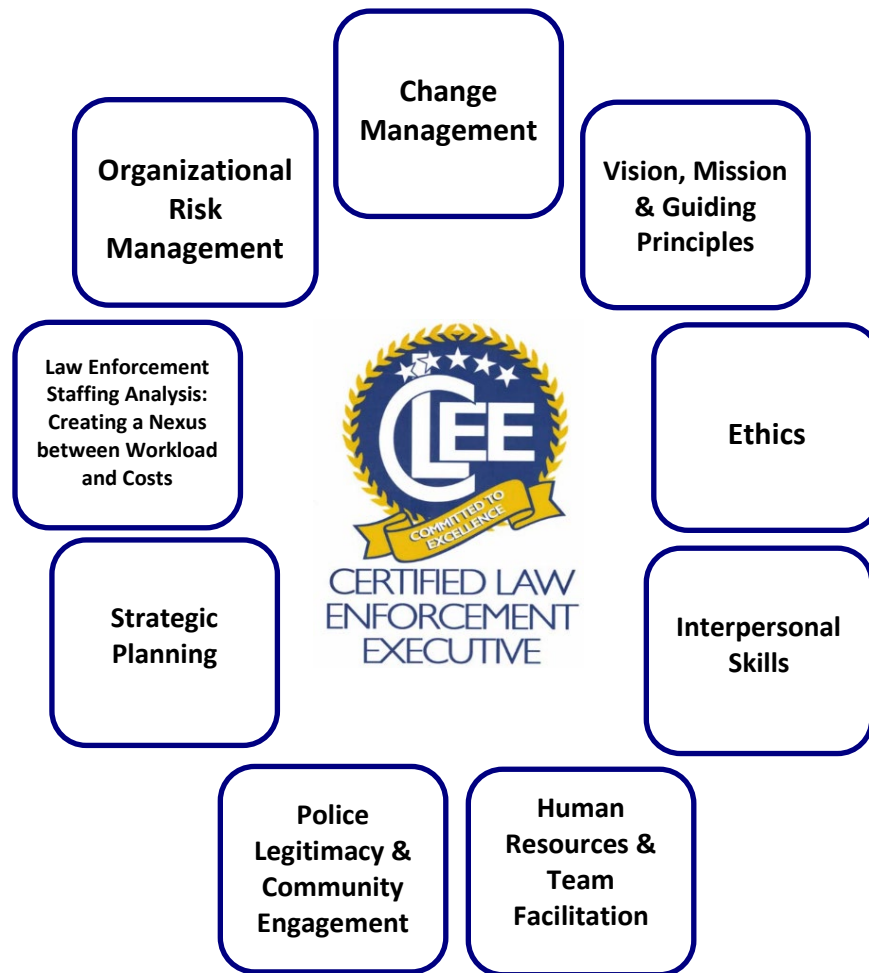 Change
Management
Organizational
Risk
Management
Vision, Mission
& Guiding
Principles
Law Enforcement
Staffing Analysis:
Creating a Nexus
between Workload
and Costs
CLEE
COMMITTED TO
EXCELLENCE
CERTIFIED LAW
ENFORCEMENT
EXECUTIVE
Ethics
Strategic
Planning
Interpersonal
Skills
Police
Legitimacy &
Community
Engagement
Human
Resources &
Team
Facilitation